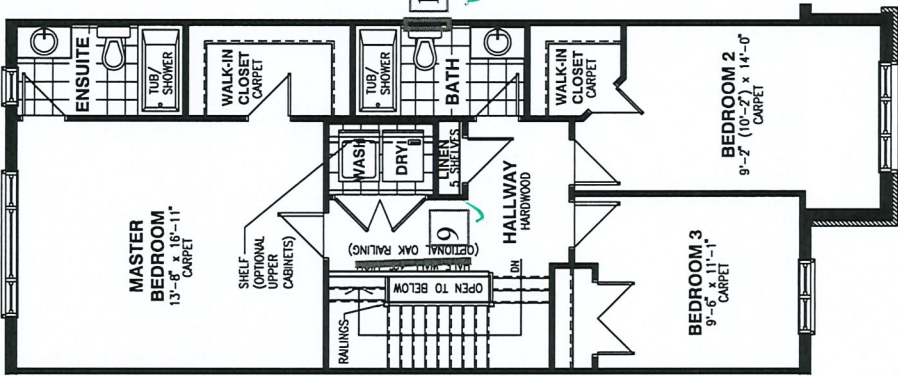 ENSUITE
TUB/
SHOWER
WALK-IN
CLOSET
CARPET
TUB/
SHOWER
BATH
WALK-IN
CLOSET
CARPET
BEDROOM 2
9'-2" (10'-2") x 14'-0"
CARPET
MASTER
BEDROOM
13'-8" x 16'-11"
CARPET
SHELF
(OPTIONAL
UPPER
CABINETS)
WASH
DRY
LINEN
5 SHELVES
HALLWAY
HARDWOOD
9
(OPTIONAL OAK RAILING)
OPEN TO BELOW
RAILINGS
DN
BEDROOM 3
9'-6" x 11'-1"
CARPET